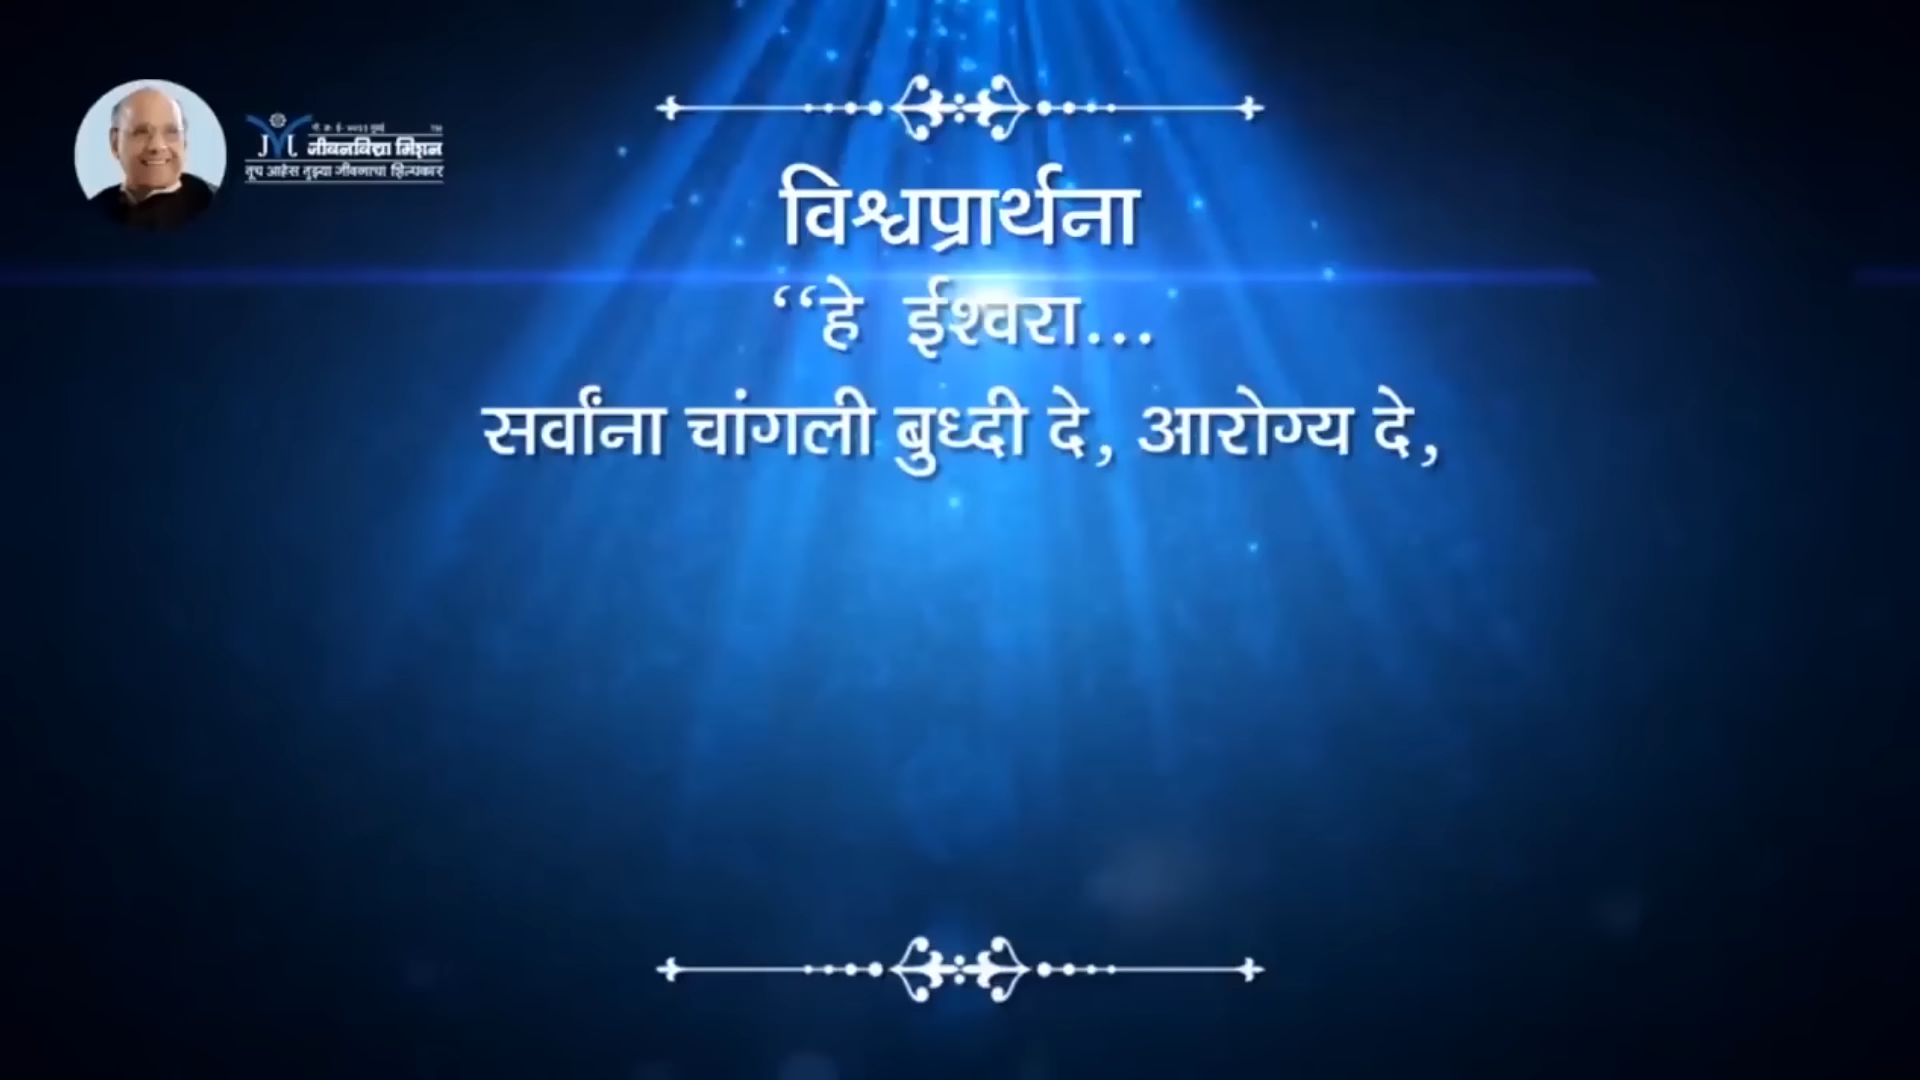 जीवनविद्या मिशन
तूच आहेस तुझ्या जीवनाचा शिल्पकार
विश्वप्रार्थना
“हे ईश्वरा...
सर्वांना चांगली बुध्दी दे, आरोग्य दे,